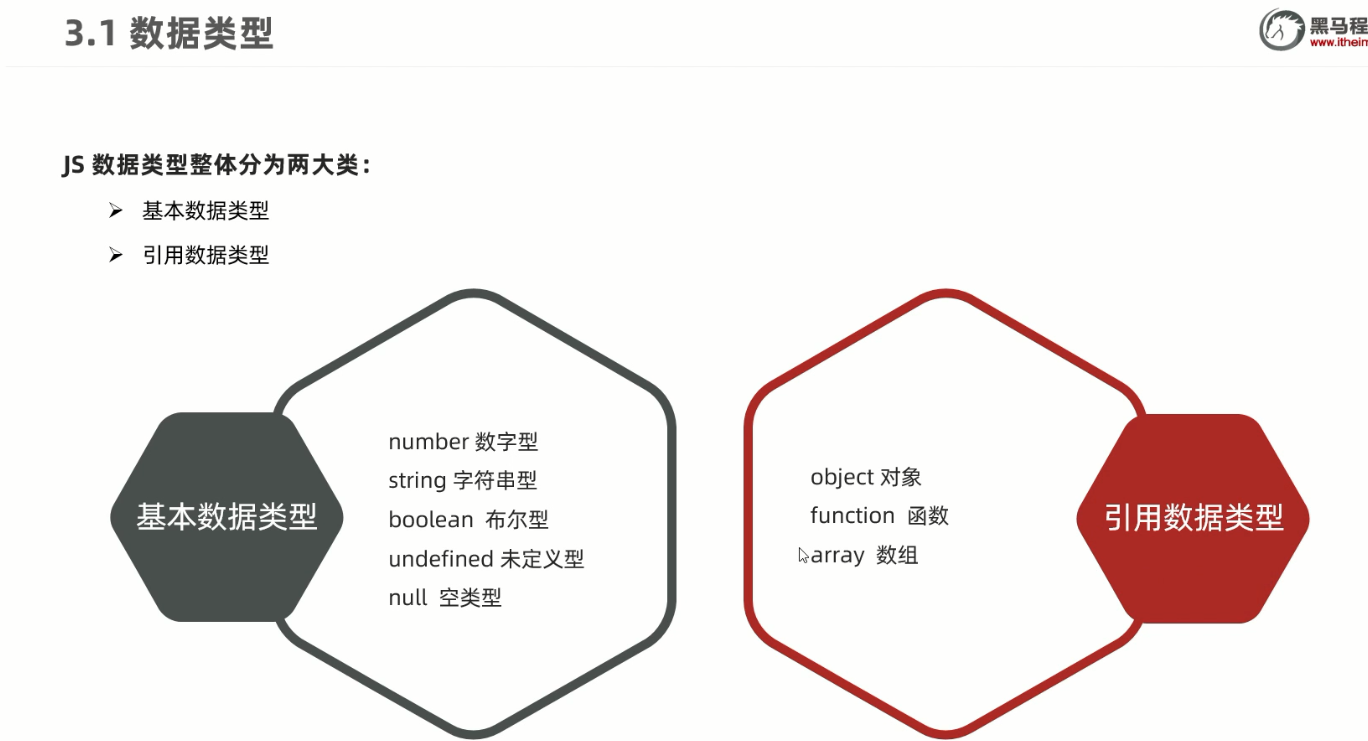 3.1 数据类型
黑马程
www.itheim
JS 数据类型整体分为两大类:
基本数据类型
引用数据类型
基本数据类型
number 数字型
string 字符串型
boolean 布尔型
undefined 未定义型
null 空类型
object 对象
function 函数
array 数组
引用数据类型